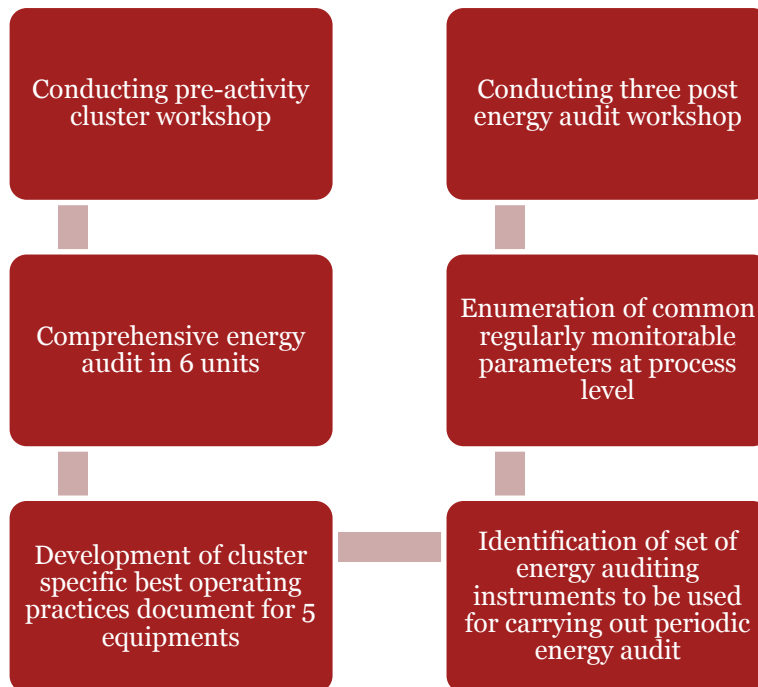 Conducting pre-activity
cluster workshop
Comprehensive energy
audit in 6 units
Development of cluster
specific best operating
practices document for 5
equipments
Identification of set of
energy auditing
instruments to be used
for carrying out periodic
energy audit
Enumeration of common
regularly monitorable
parameters at process
level
Conducting three post
energy audit workshop